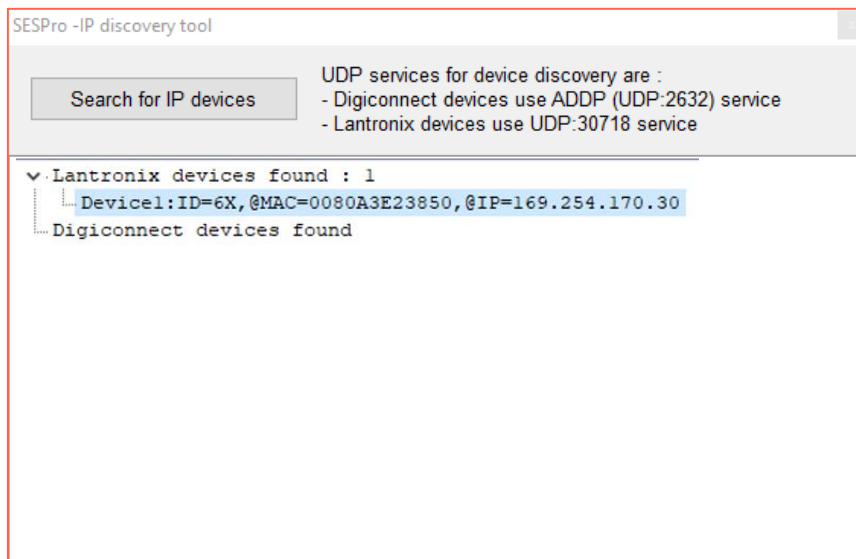 SESPro -IP discovery tool
Search for IP devices
UDP services for device discovery are :
- Digiconnect devices use ADDP (UDP:2632) service
- Lantronix devices use UDP:30718 service
Lantronix devices found : 1
Device1:ID=6X,@MAC=0080A3E23850,@IP=169.254.170.30
Digiconnect devices found